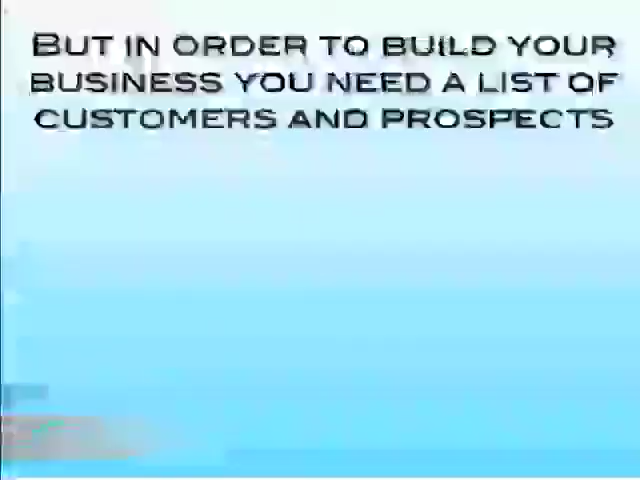 But in order to build your
business you need a list of
customers and prospects